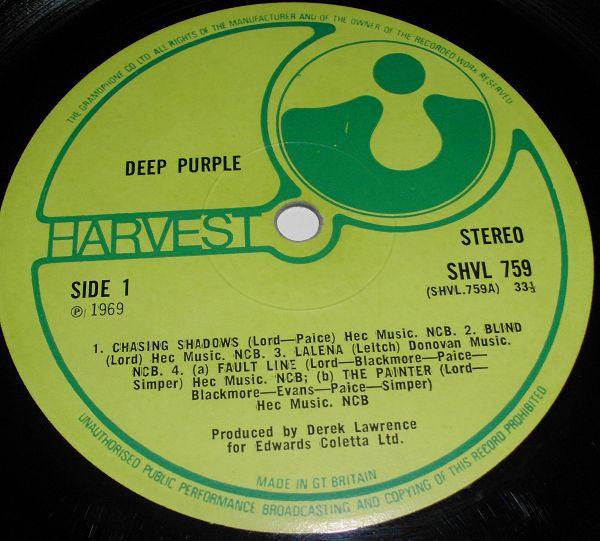 THE GRAMOPHONE CO LTD. ALL RIGHTS OF THE MANUFACTURER AND OF THE OWNER OF THE RECORDED WORK RESERVED
DEEP PURPLE
HARVEST
STEREO
SIDE 1
SHVL 759
(SHVL.759A) 33⅓
℗ 1969
1. CHASING SHADOWS (Lord—Paice) Hec Music. NCB. 2. BLIND
(Lord) Hec Music. NCB. 3. LALENA (Leitch) Donovan Music.
NCB. 4. (a) FAULT LINE (Lord—Blackmore—Paice—
Simper) Hec Music. NCB; (b) THE PAINTER (Lord—
Blackmore—Evans—Paice—Simper)
Hec Music. NCB
Produced by Derek Lawrence
for Edwards Coletta Ltd.
MADE IN GT BRITAIN
UNAUTHORISED PUBLIC PERFORMANCE BROADCASTING AND COPYING OF THIS RECORD PROHIBITED